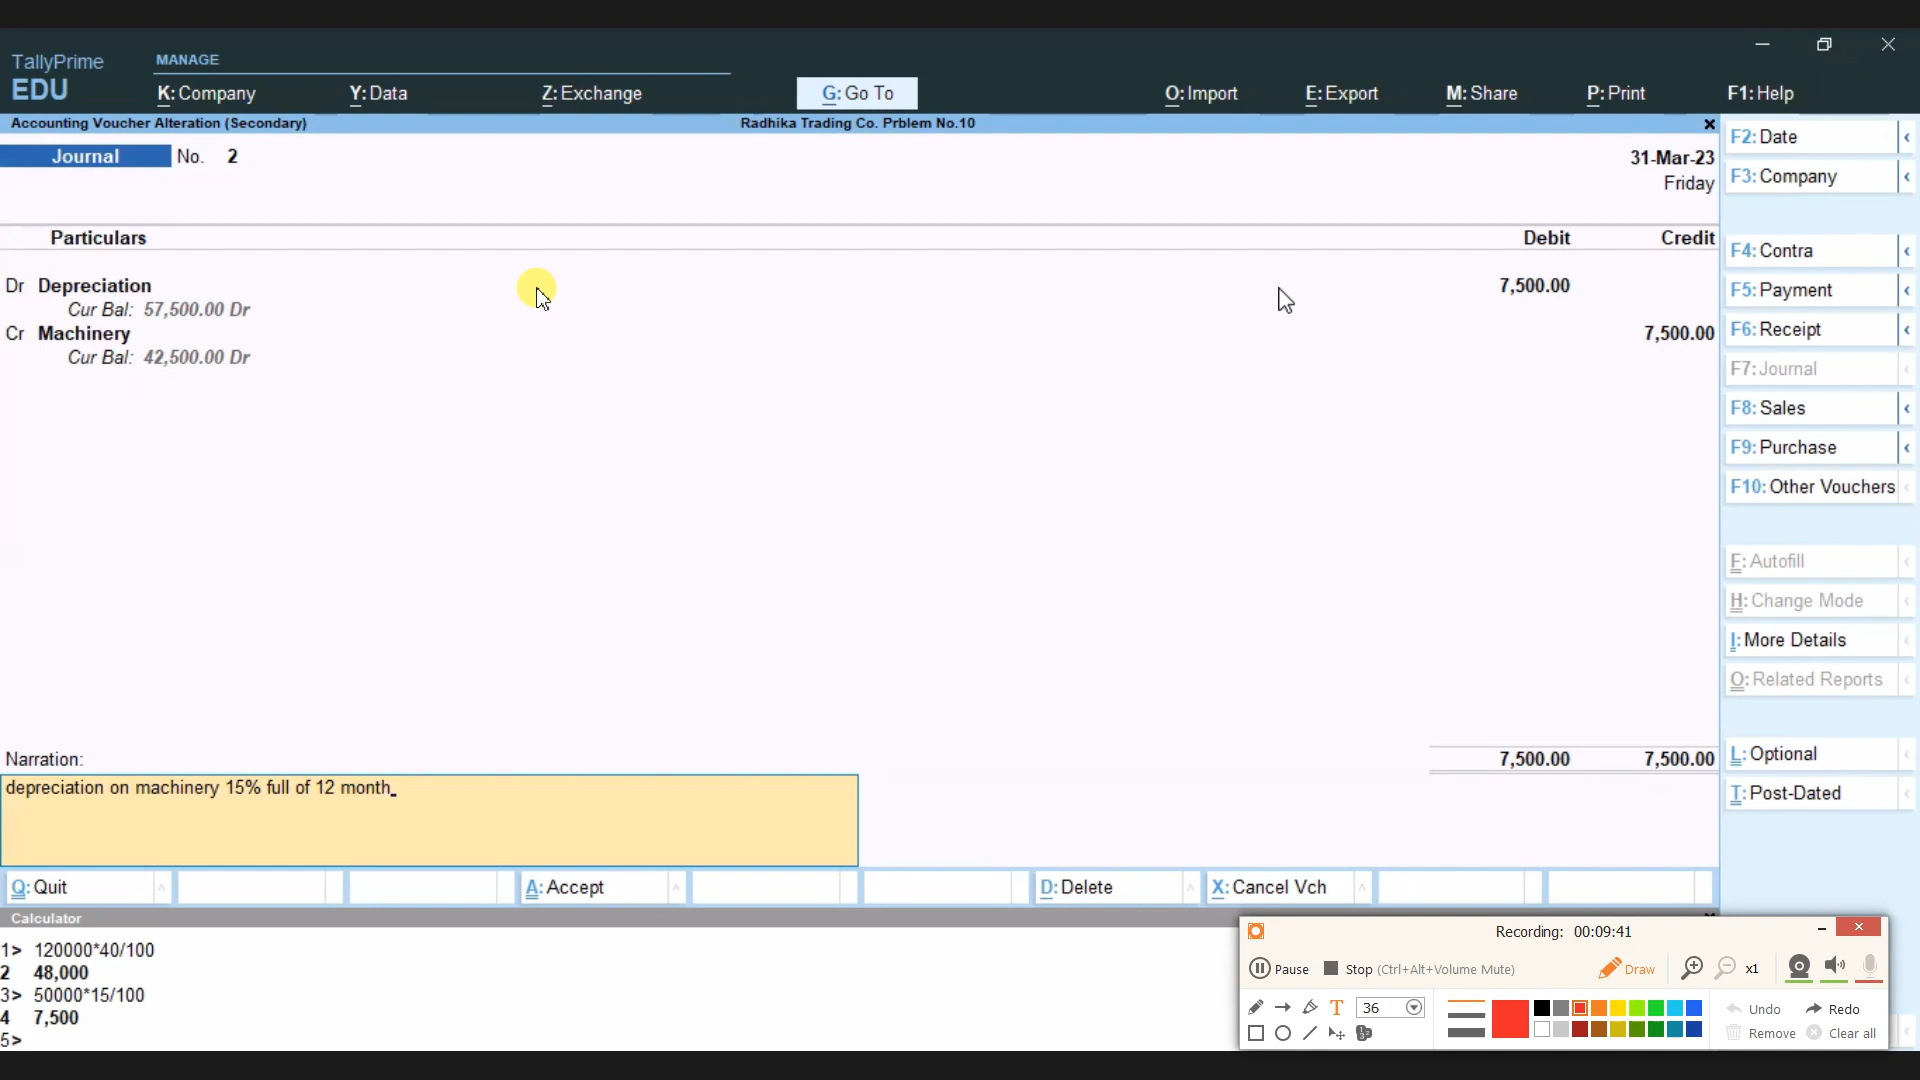 TallyPrime
EDU
MANAGE
K: Company
Y: Data
Z: Exchange
G: Go To
O: Import
E: Export
M: Share
P: Print
F1: Help
Accounting Voucher Alteration (Secondary)
Radhika Trading Co. Prblem No.10
Journal No. 2
31-Mar-23
Friday
Particulars Debit Credit
Dr Depreciation 7,500.00
Cur Bal: 57,500.00 Dr
Cr Machinery 7,500.00
Cur Bal: 42,500.00 Dr
Narration: 7,500.00 7,500.00
depreciation on machinery 15% full of 12 month
Q: Quit
A: Accept
D: Delete
X: Cancel Vch
F2: Date
F3: Company
F4: Contra
F5: Payment
F6: Receipt
F7: Journal
F8: Sales
F9: Purchase
F10: Other Vouchers
F: Autofill
H: Change Mode
I: More Details
O: Related Reports
L: Optional
T: Post-Dated
Calculator
1> 120000*40/100
2 48,000
3> 50000*15/100
4 7,500
5>
Recording: 00:09:41
Pause
Stop (Ctrl+Alt+Volume Mute)
Draw
x1
T
36
Undo
Redo
Remove
Clear all